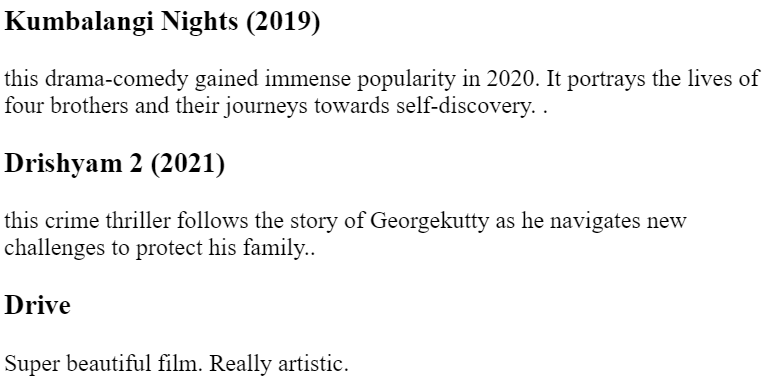 Kumbalangi Nights (2019)
this drama-comedy gained immense popularity in 2020. It portrays the lives of
four brothers and their journeys towards self-discovery. .
Drishyam 2 (2021)
this crime thriller follows the story of Georgekutty as he navigates new
challenges to protect his family..
Drive
Super beautiful film. Really artistic.